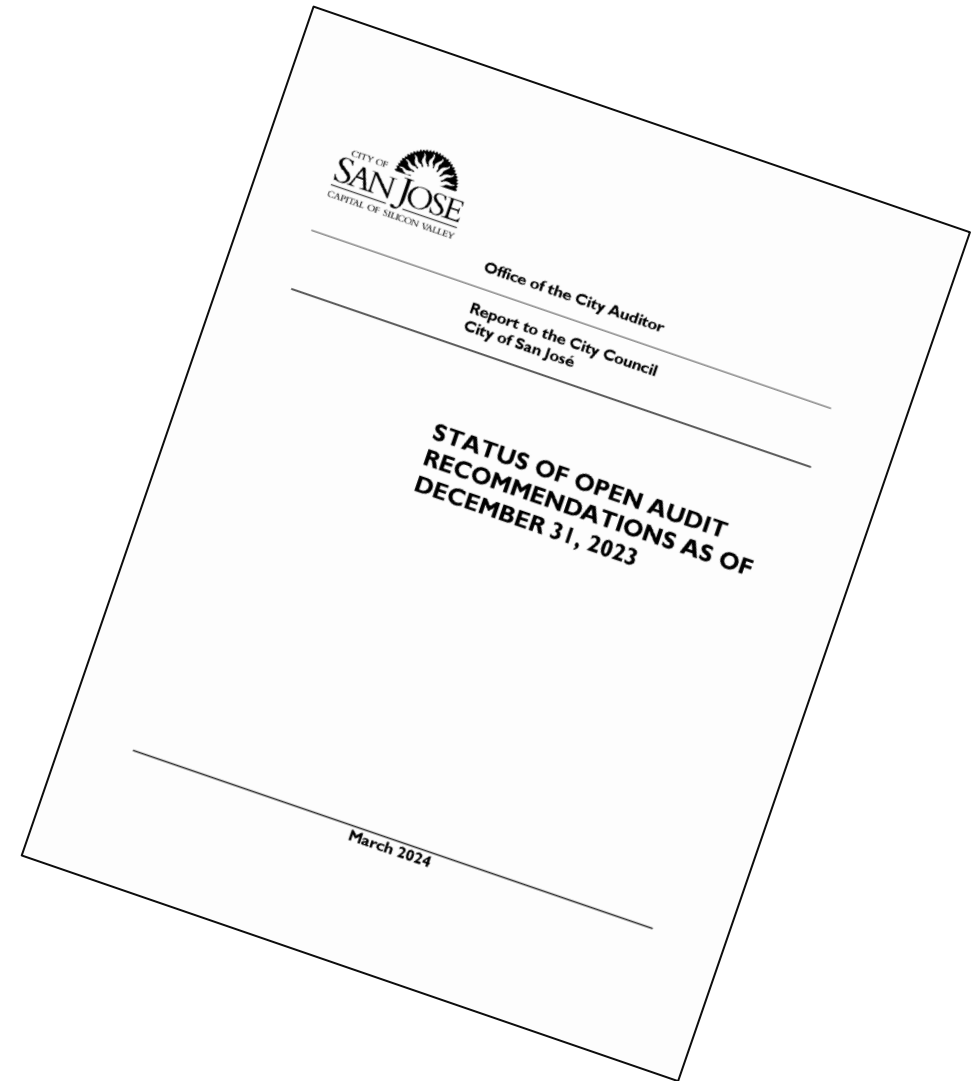 CITY OF
SAN JOSE
CAPITAL OF SILICON VALLEY
Office of the City Auditor
Report to the City Council
City of San José
STATUS OF OPEN AUDIT
RECOMMENDATIONS AS OF
DECEMBER 31, 2023
March 2024